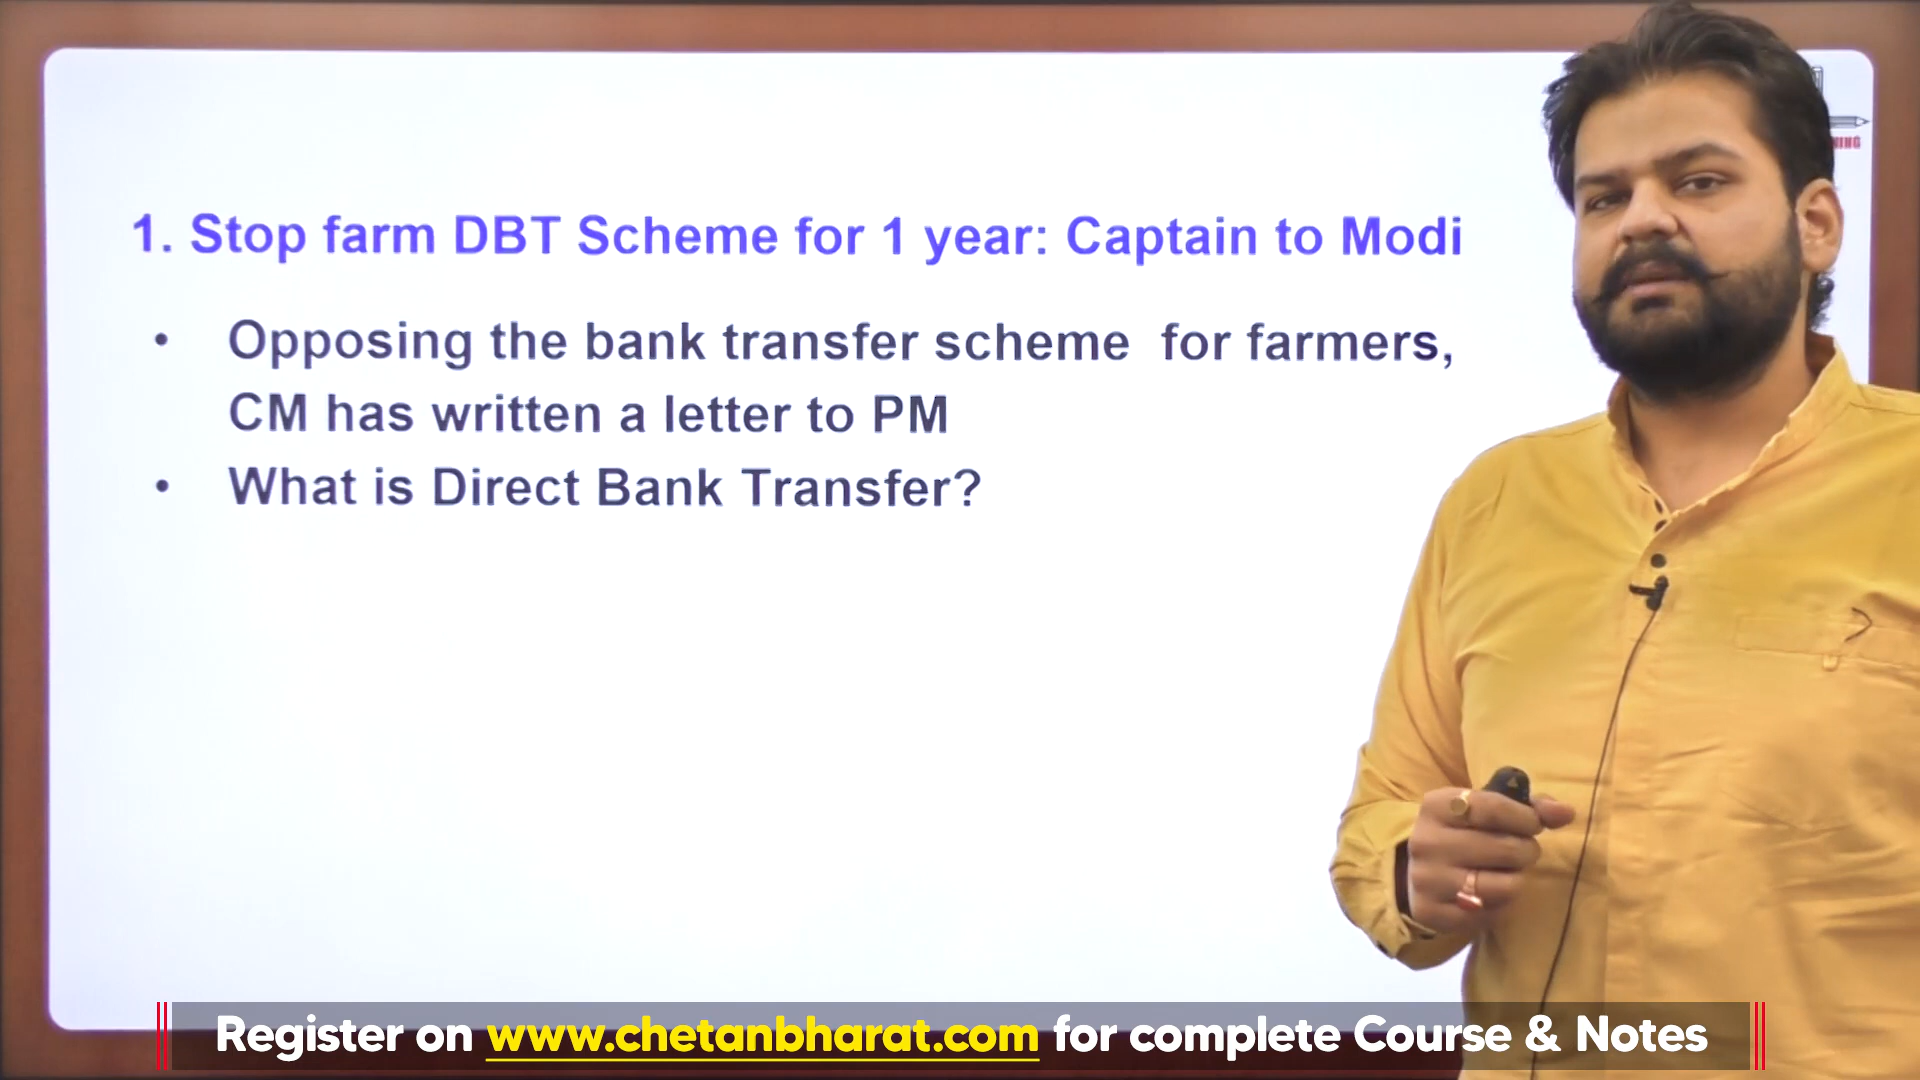 1. Stop farm DBT Scheme for 1 year: Captain to Modi
• Opposing the bank transfer scheme for farmers,
CM has written a letter to PM
• What is Direct Bank Transfer?
Register on www.chetanbharat.com for complete Course & Notes